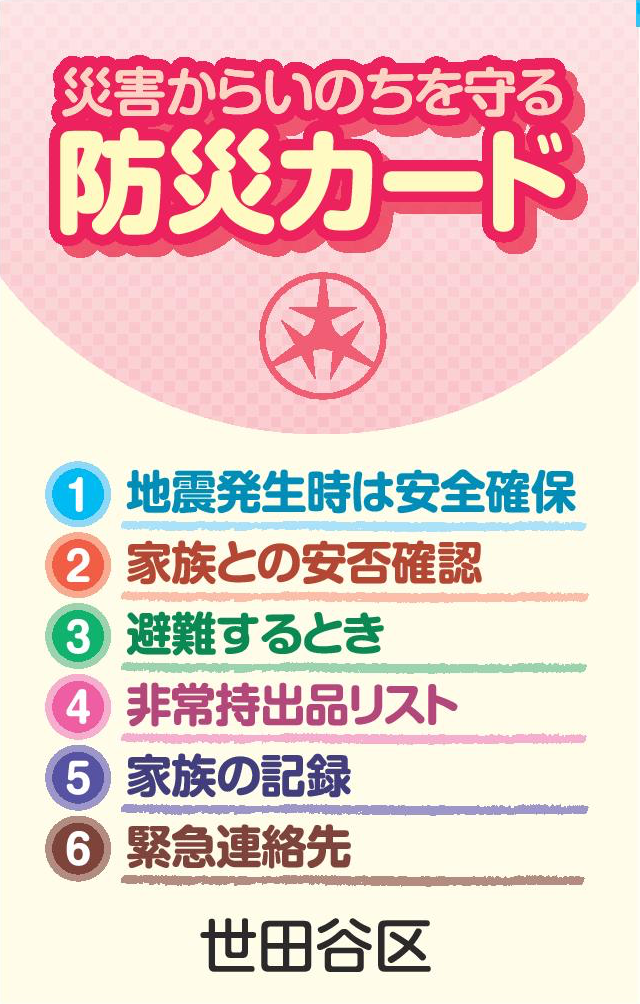 災害からいのちを守る
防災カード
1 地震発生時は安全確保
2 家族との安否確認
3 避難するとき
4 非常持出品リスト
5 家族の記録
6 緊急連絡先
世田谷区